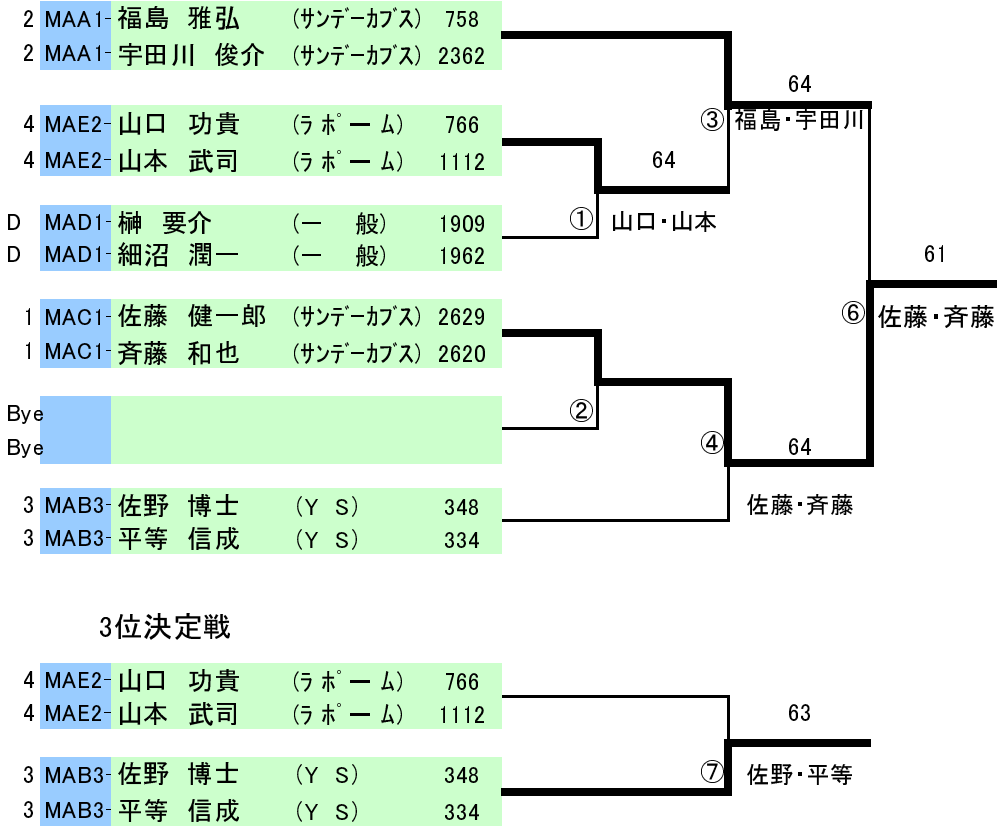 2 MAA1- 福島 雅弘 (サンデーカブス) 758
2 MAA1- 宇田川 俊介 (サンデーカブス) 2362
64
③ 福島・宇田川
4 MAE2- 山口 功貴 (ラポーム) 766
4 MAE2- 山本 武司 (ラポーム) 1112
64
① 山口・山本
D MAD1- 榊 要介 (一 般) 1909
D MAD1- 細沼 潤一 (一 般) 1962
61
⑥ 佐藤・斉藤
1 MAC1- 佐藤 健一郎 (サンデーカブス) 2629
1 MAC1- 斉藤 和也 (サンデーカブス) 2620
②
Bye
Bye
④ 64
佐藤・斉藤
3 MAB3- 佐野 博士 (Y S) 348
3 MAB3- 平等 信成 (Y S) 334
3位決定戦
4 MAE2- 山口 功貴 (ラポーム) 766
4 MAE2- 山本 武司 (ラポーム) 1112
63
⑦ 佐野・平等
3 MAB3- 佐野 博士 (Y S) 348
3 MAB3- 平等 信成 (Y S) 334